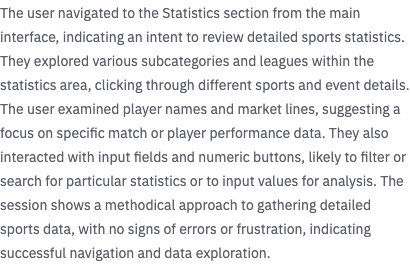 The user navigated to the Statistics section from the main
interface, indicating an intent to review detailed sports statistics.
They explored various subcategories and leagues within the
statistics area, clicking through different sports and event details.
The user examined player names and market lines, suggesting a
focus on specific match or player performance data. They also
interacted with input fields and numeric buttons, likely to filter or
search for particular statistics or to input values for analysis. The
session shows a methodical approach to gathering detailed
sports data, with no signs of errors or frustration, indicating
successful navigation and data exploration.